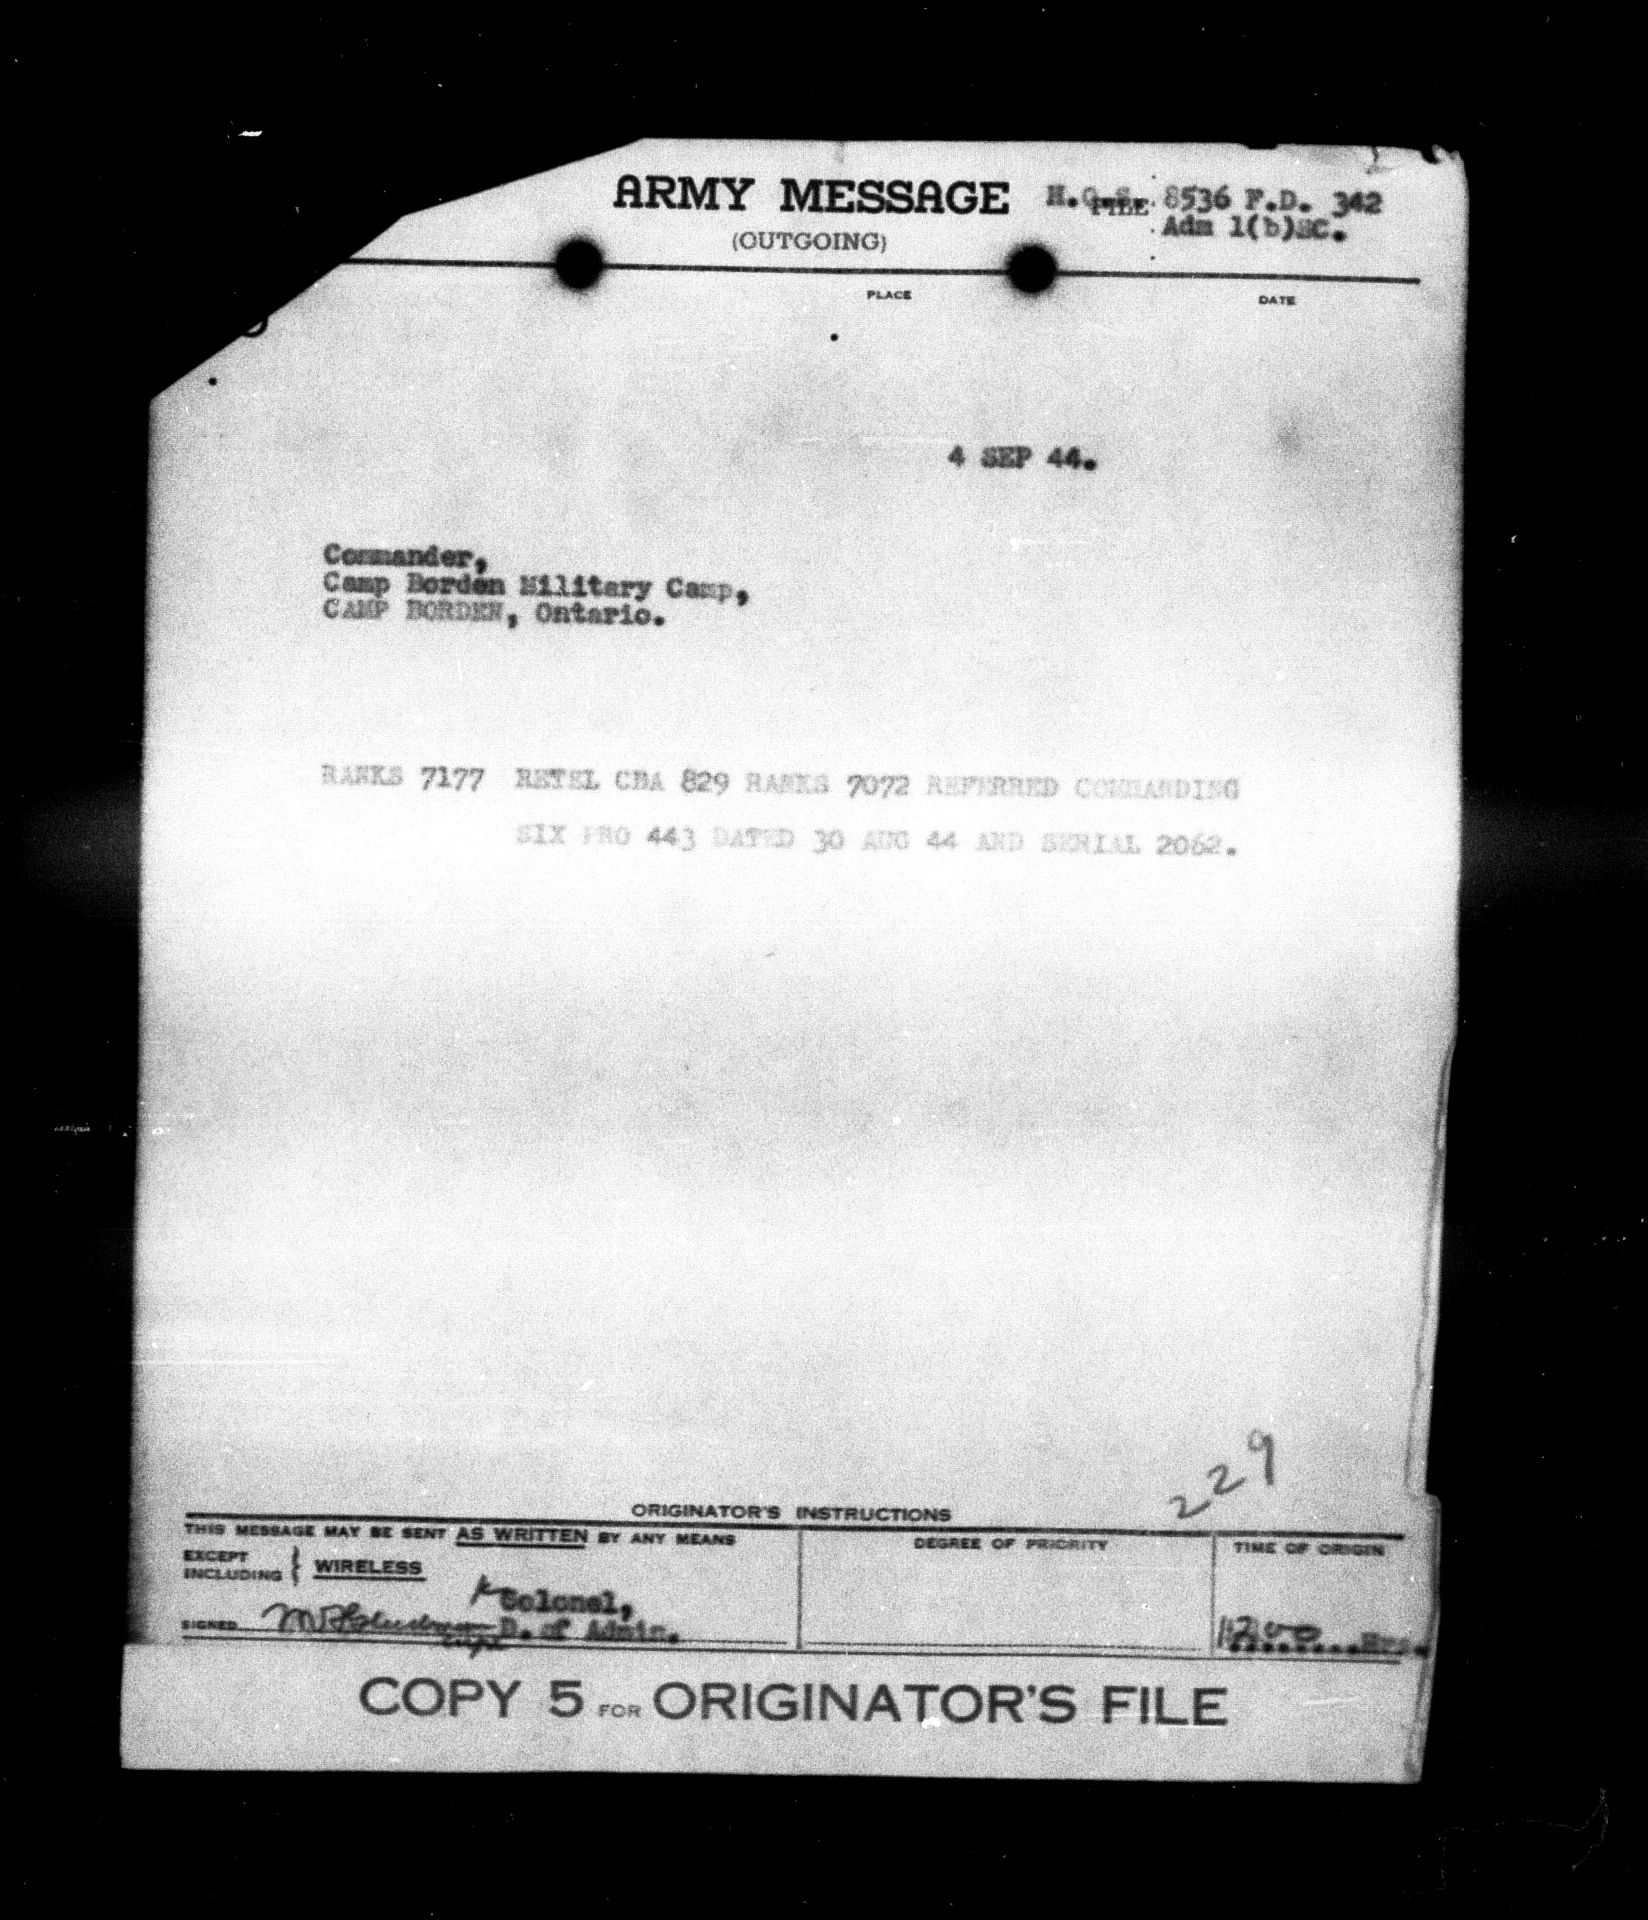 ARMY MESSAGE
(OUTGOING)
FILE
H.Q.S. 8536 F.D. 342
Adm 1(b)SC.
PLACE
DATE
4 SEP 44.
Commander,
Camp Borden Military Camp,
CAMP BORDEN, Ontario.
RANKS 7177 RETEL CBA 829 RANKS 7072 REFERRED COMMANDING
SIX PRO 443 DATED 30 AUG 44 AND SERIAL 2062.
229
ORIGINATOR'S INSTRUCTIONS
THIS MESSAGE MAY BE SENT AS WRITTEN BY ANY MEANS
EXCEPT
INCLUDING } WIRELESS
DEGREE OF PRIORITY
TIME OF ORIGIN
Colonel,
SIGNED
D. of Admin.
Hrs.
COPY 5 FOR ORIGINATOR'S FILE